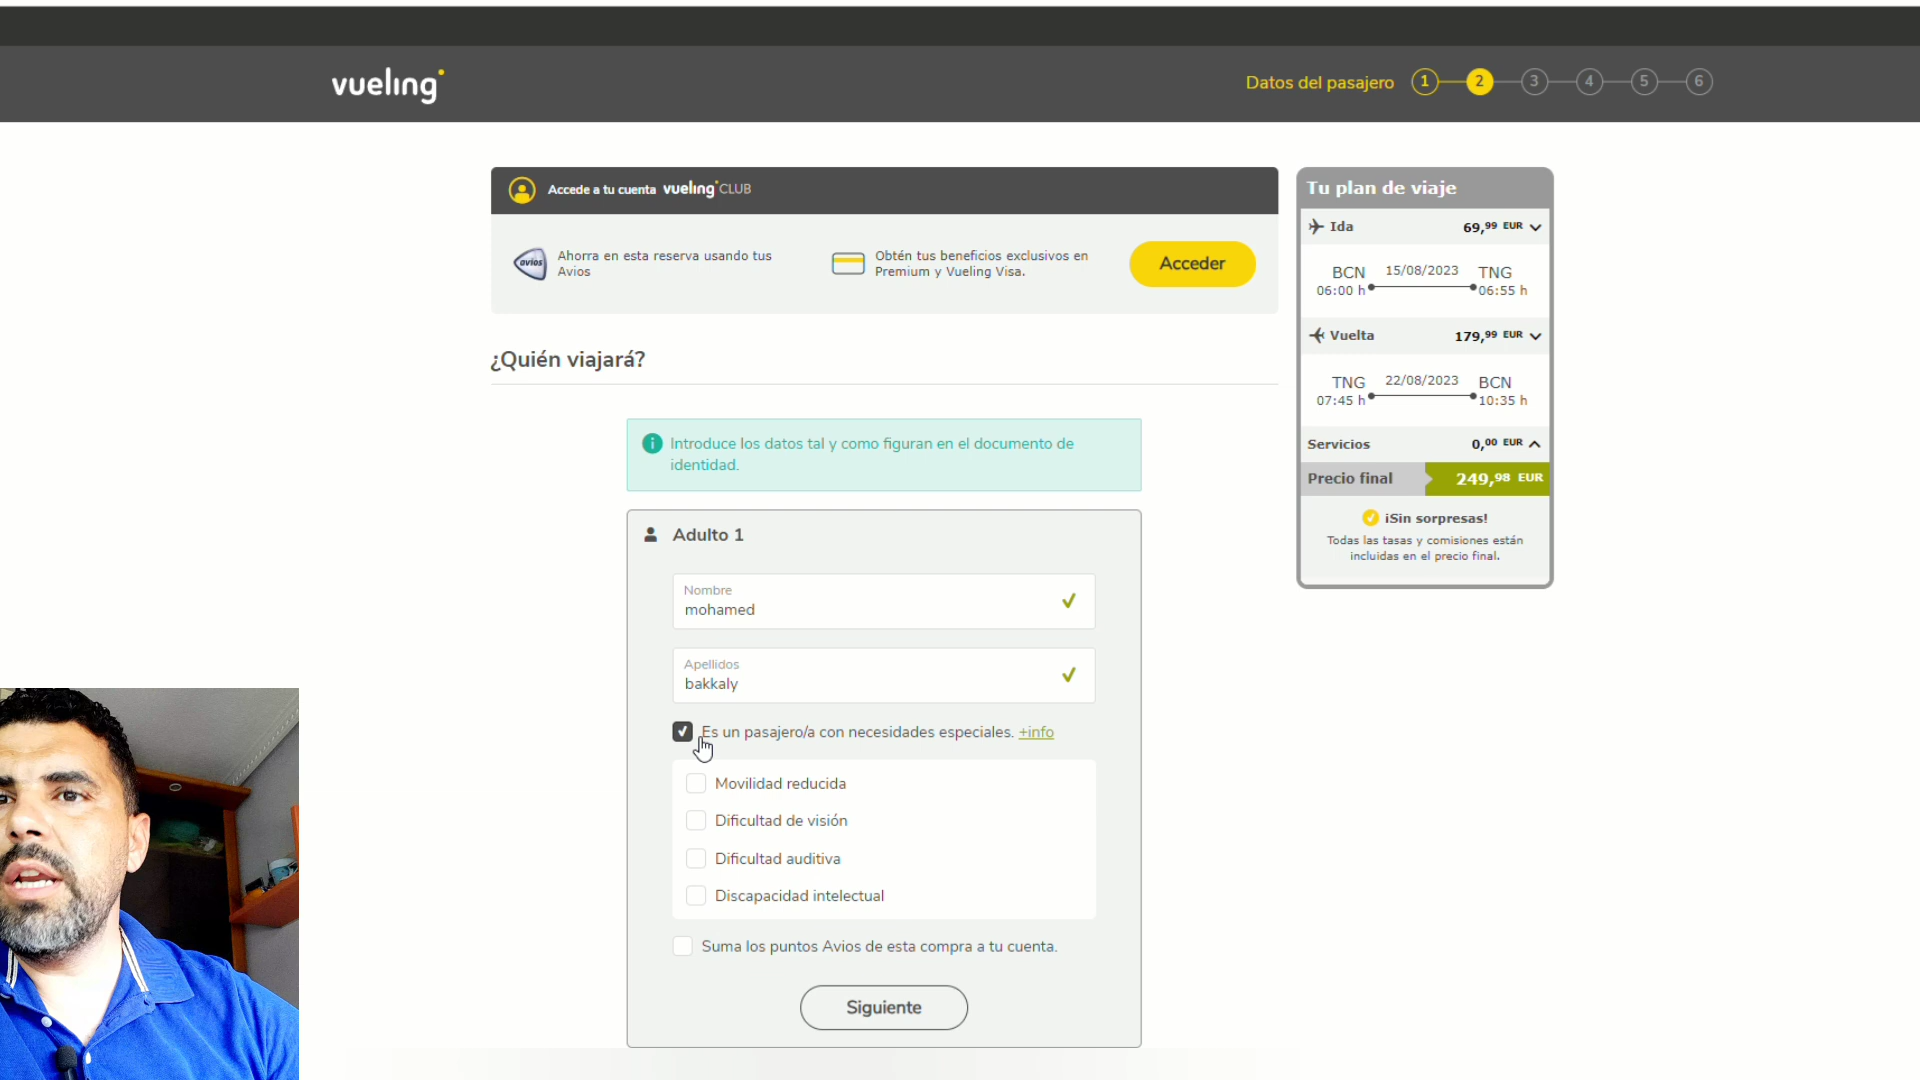 vueling
Datos del pasajero 1 2 3 4 5 6
Accede a tu cuenta vueling CLUB
avios
Ahorra en esta reserva usando tus
Avios
Obtén tus beneficios exclusivos en
Premium y Vueling Visa.
Acceder
¿Quién viajará?
Introduce los datos tal y como figuran en el documento de
identidad.
Adulto 1
Nombre
mohamed
Apellidos
bakkaly
Es un pasajero/a con necesidades especiales. +info
Movilidad reducida
Dificultad de visión
Dificultad auditiva
Discapacidad intelectual
Suma los puntos Avios de esta compra a tu cuenta.
Siguiente
Tu plan de viaje
Ida 69,99 EUR
BCN 15/08/2023 TNG
06:00 h 06:55 h
Vuelta 179,99 EUR
TNG 22/08/2023 BCN
07:45 h 10:35 h
Servicios 0,00 EUR
Precio final 249,98 EUR
¡Sin sorpresas!
Todas las tasas y comisiones están
incluidas en el precio final.